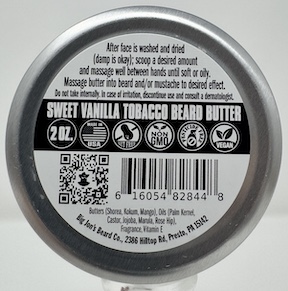 After face is washed and dried
(damp is okay); scoop a desired amount
and massage well between hands until soft or oily.
Massage butter into beard and/or mustache to desired effect.
Do not take internally. In case of irritation, discontinue use and consult a dermatologist.
SWEET VANILLA TOBACCO BEARD BUTTER
2 OZ.
MADE IN
USA
NON
GMO
VEGAN
6 16054 82844 8
Butters (Shorea, Kokum, Mango), Oils (Palm Kernel,
Castor, Jojoba, Marula, Rose Hip),
Fragrance, Vitamin E
Big Jon's Beard Co., 2386 Hilltop Rd, Presto, PA 15142